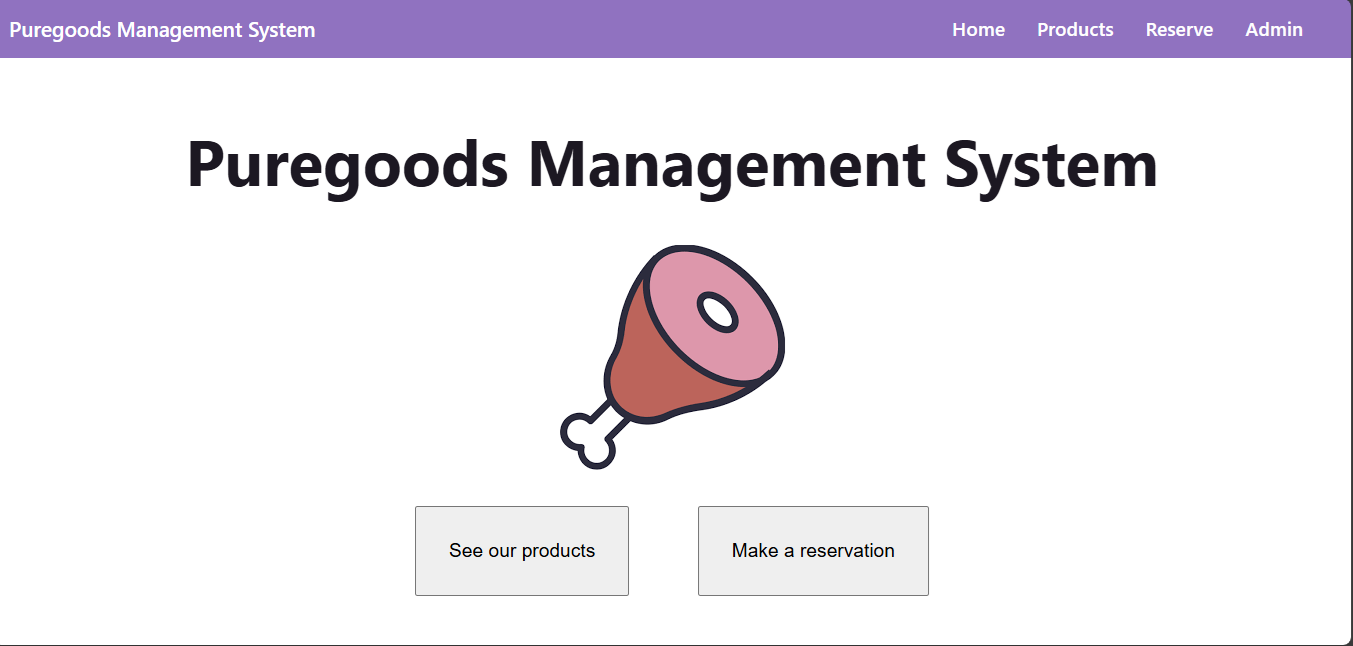 Puregoods Management System
Home Products Reserve Admin
Puregoods Management System
See our products
Make a reservation